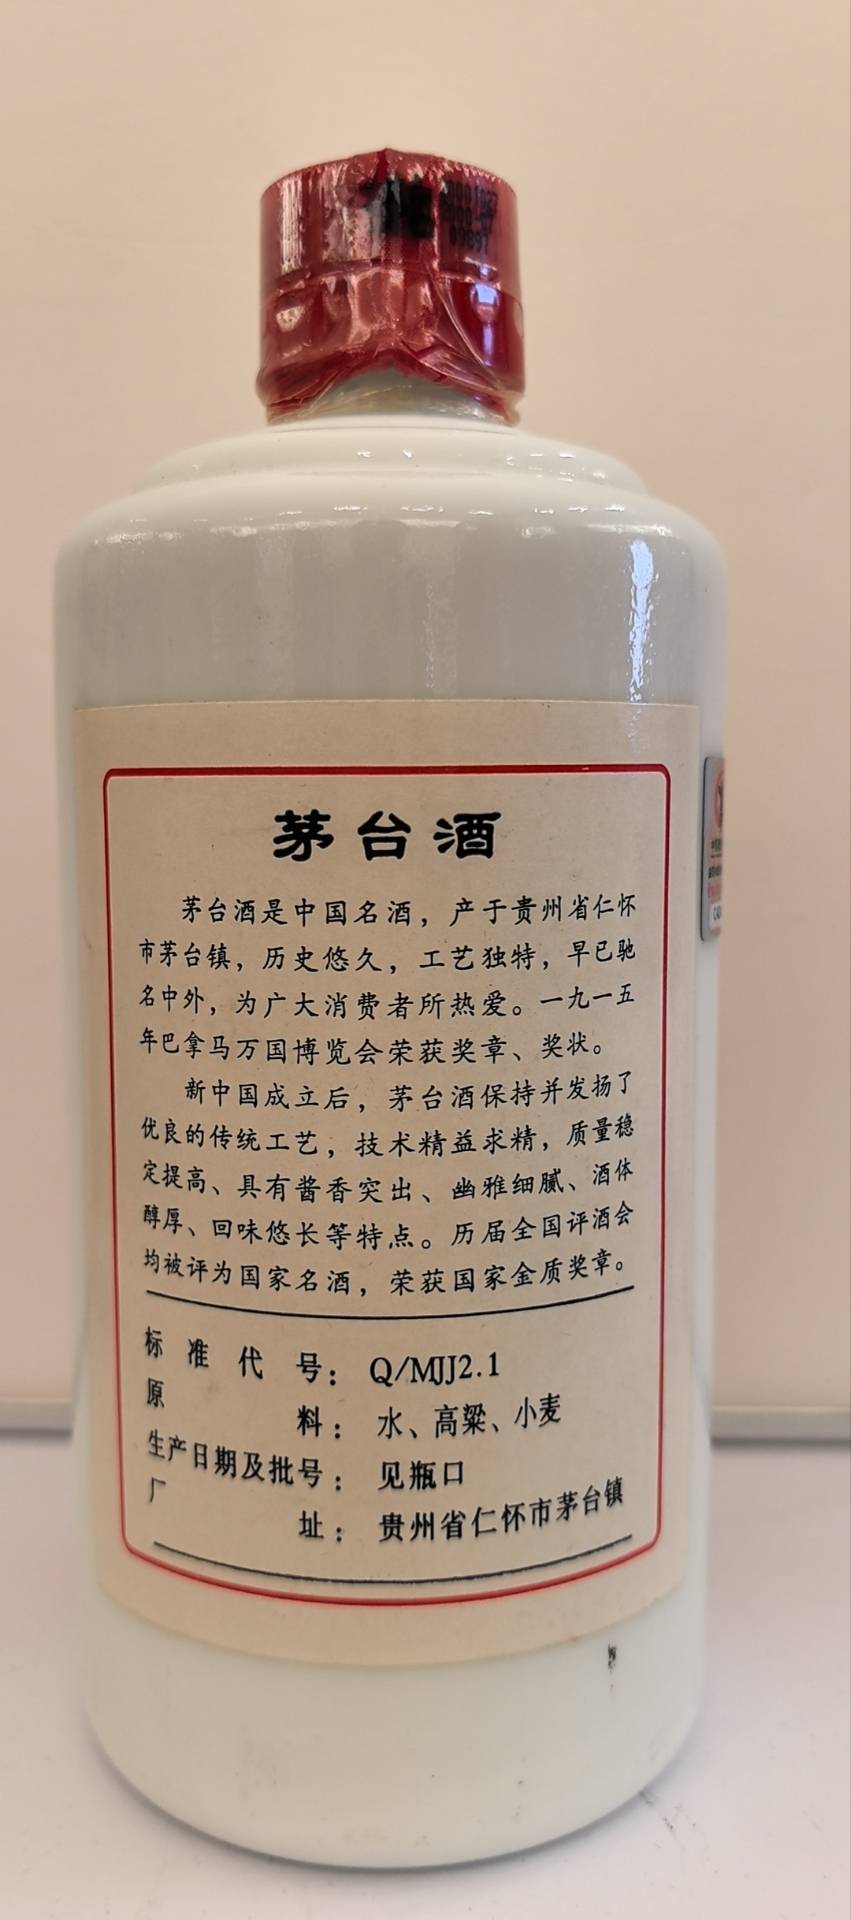 茅台酒
茅台酒是中国名酒，产于贵州省仁怀
市茅台镇，历史悠久，工艺独特，早已驰
名中外，为广大消费者所热爱。一九一五
年巴拿马万国博览会荣获奖章、奖状。
新中国成立后，茅台酒保持并发扬了
优良的传统工艺，技术精益求精，质量稳
定提高、具有酱香突出、幽雅细腻、酒体
醇厚、回味悠长等特点。历届全国评酒会
均被评为国家名酒，荣获国家金质奖章。
标准代号：Q/MJJ2.1
原料：水、高粱、小麦
生产日期及批号：见瓶口
厂址：贵州省仁怀市茅台镇